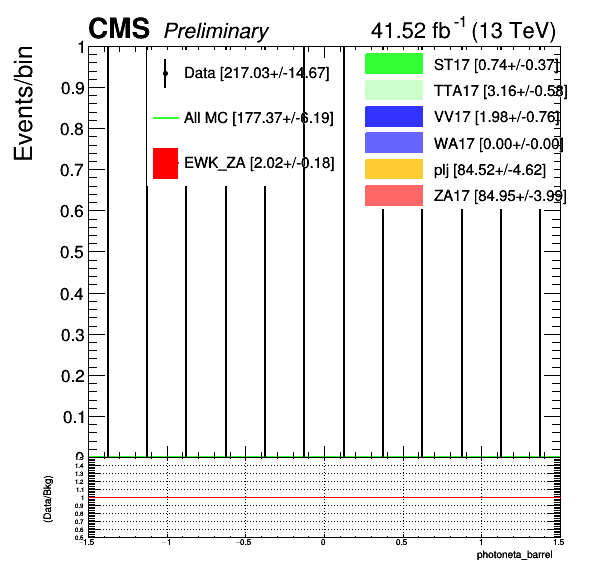 CMS Preliminary 41.52 fb⁻¹ (13 TeV)
Events/bin
1
0.9
0.8
0.7
0.6
0.5
0.4
0.3
0.2
0.1
0
Data [217.03+/-14.67]
All MC [177.37+/-6.19]
EWK_ZA [2.02+/-0.18]
ST17 [0.74+/-0.37]
TTA17 [3.16+/-0.58]
VV17 [1.98+/-0.76]
WA17 [0.00+/-0.00]
plj [84.52+/-4.62]
ZA17 [84.95+/-3.99]
(Data/Bkg)
1.4
1.3
1.2
1.1
1
0.9
0.8
0.7
0.6
0.5
-1.5 -1 -0.5 0 0.5 1 1.5
photoneta_barrel